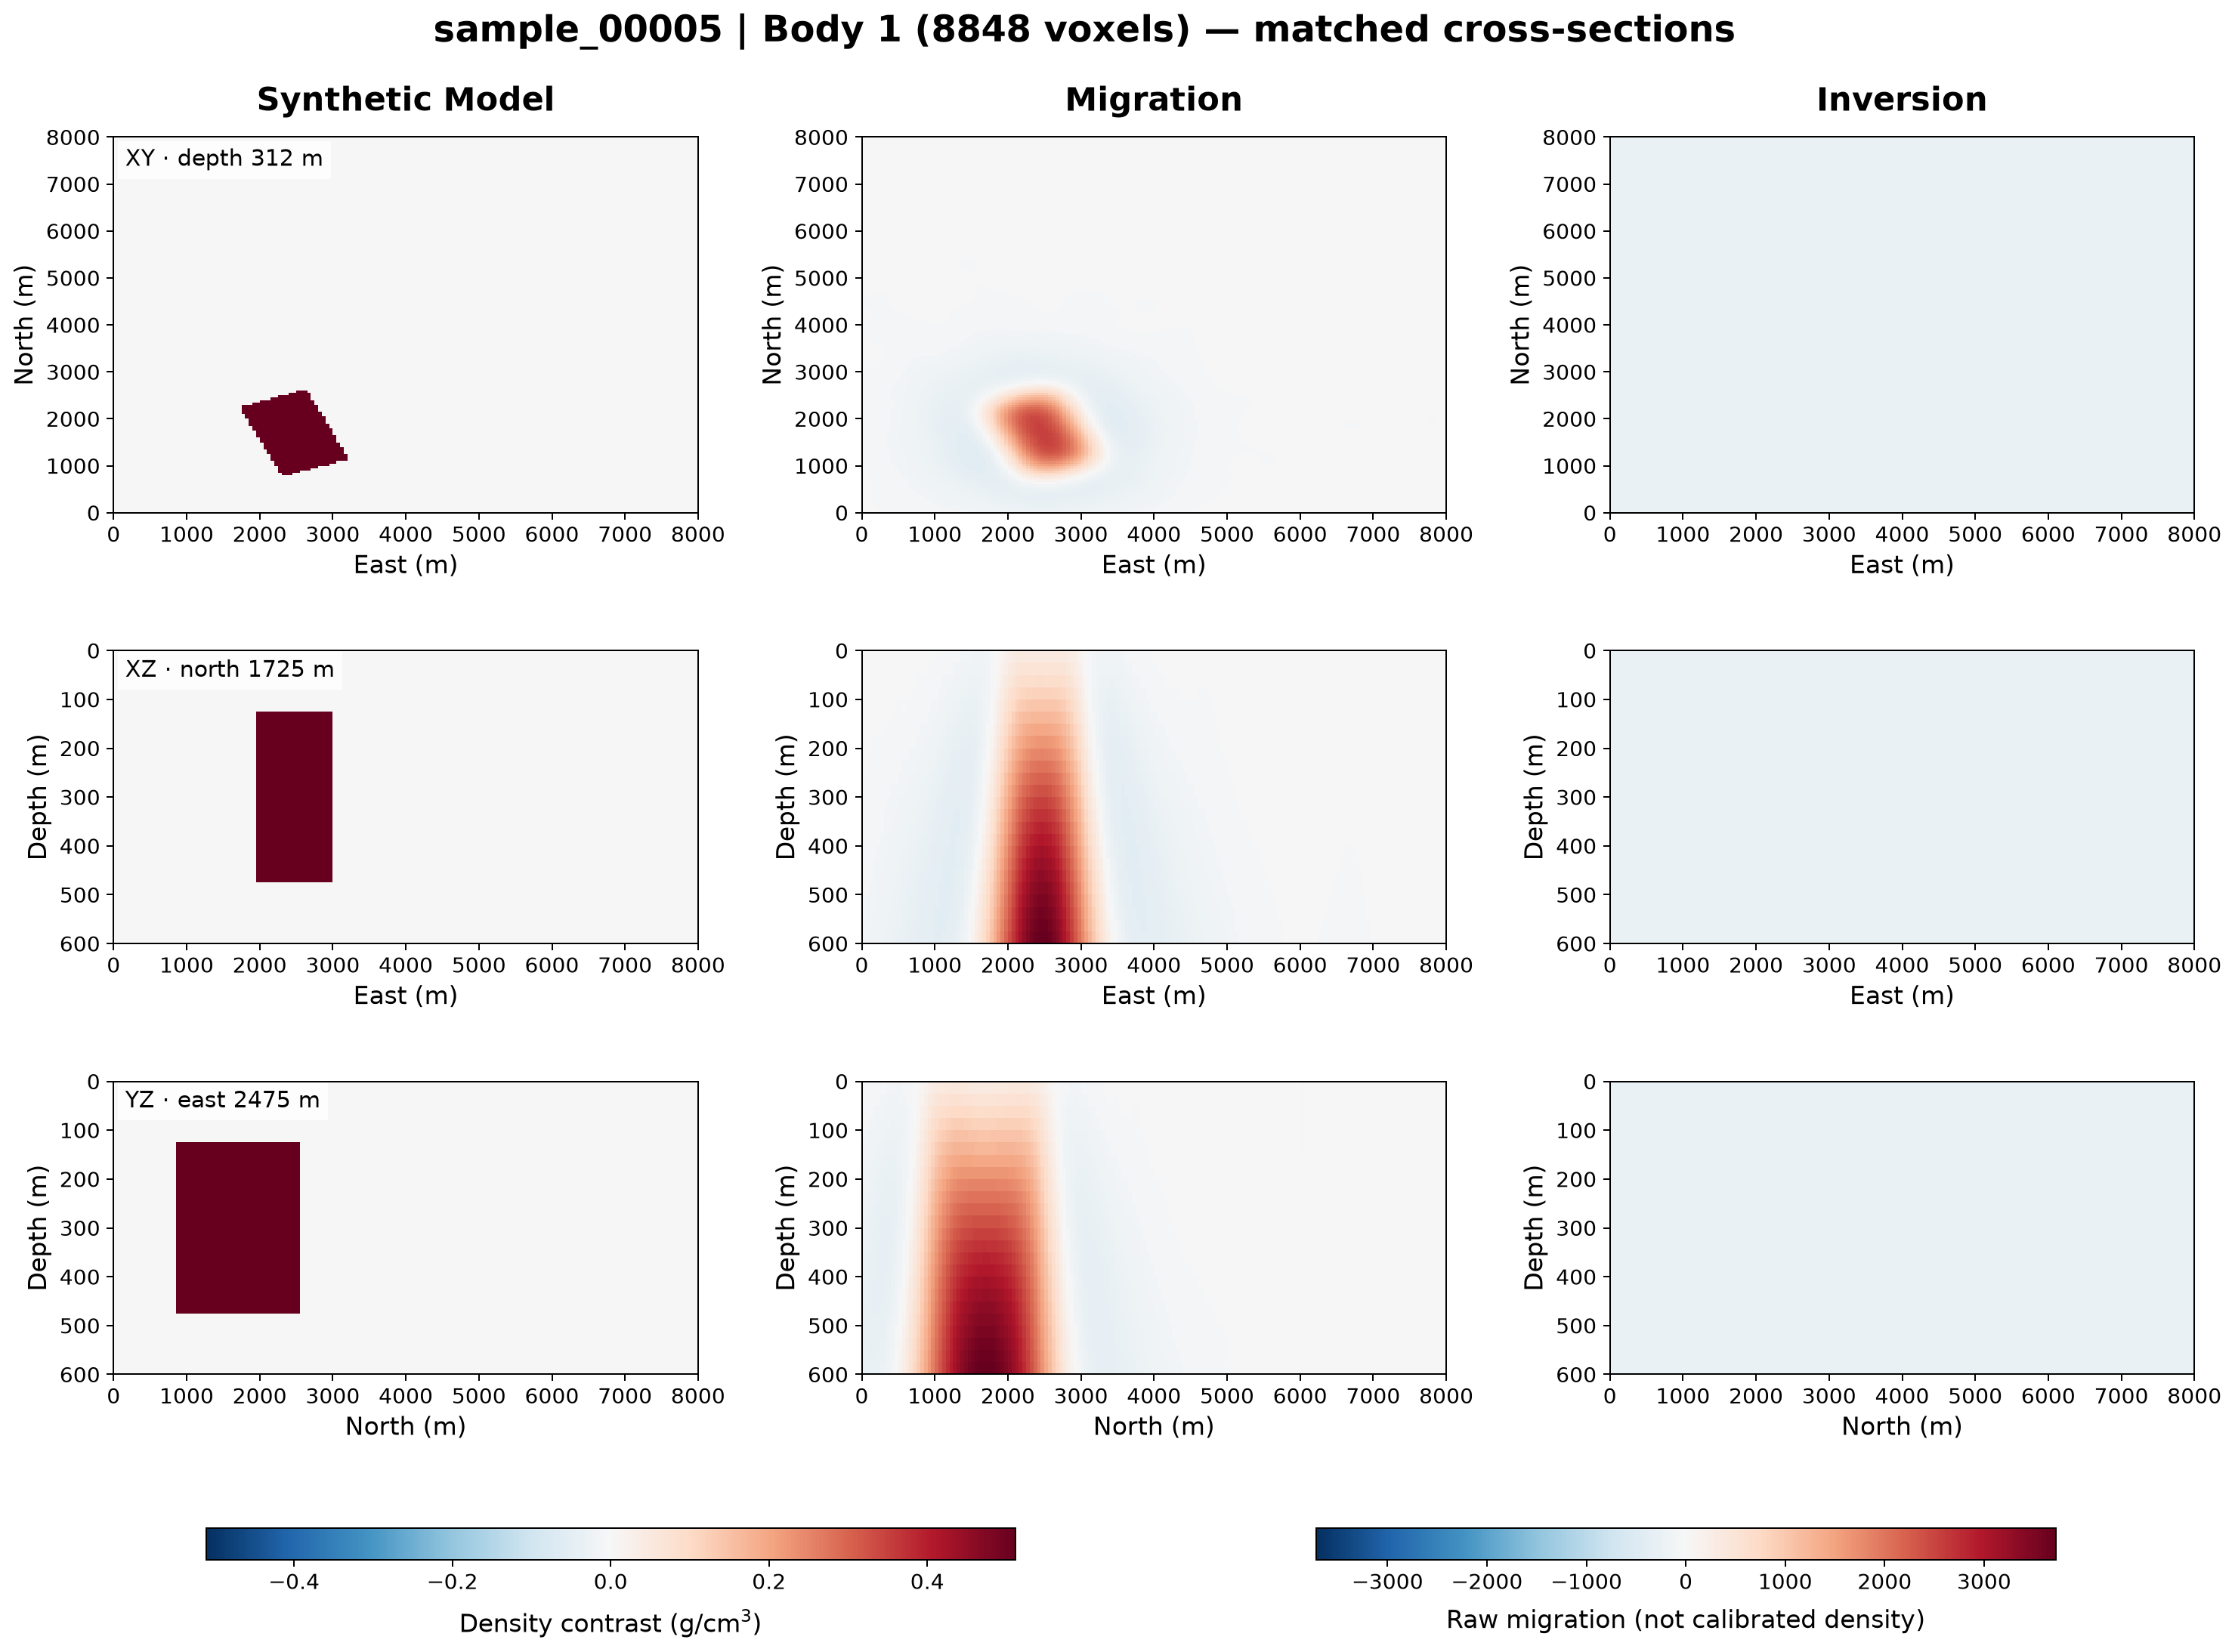 sample_00005 | Body 1 (8848 voxels) — matched cross-sections
Synthetic Model
Migration
Inversion
8000
7000
6000
5000
4000
3000
2000
1000
0
North (m)
XY · depth 312 m
0 1000 2000 3000 4000 5000 6000 7000 8000
East (m)
8000
7000
6000
5000
4000
3000
2000
1000
0
North (m)
0 1000 2000 3000 4000 5000 6000 7000 8000
East (m)
8000
7000
6000
5000
4000
3000
2000
1000
0
North (m)
0 1000 2000 3000 4000 5000 6000 7000 8000
East (m)
0
100
200
300
400
500
600
Depth (m)
XZ · north 1725 m
0 1000 2000 3000 4000 5000 6000 7000 8000
East (m)
0
100
200
300
400
500
600
Depth (m)
0 1000 2000 3000 4000 5000 6000 7000 8000
East (m)
0
100
200
300
400
500
600
Depth (m)
0 1000 2000 3000 4000 5000 6000 7000 8000
East (m)
0
100
200
300
400
500
600
Depth (m)
YZ · east 2475 m
0 1000 2000 3000 4000 5000 6000 7000 8000
North (m)
0
100
200
300
400
500
600
Depth (m)
0 1000 2000 3000 4000 5000 6000 7000 8000
North (m)
0
100
200
300
400
500
600
Depth (m)
0 1000 2000 3000 4000 5000 6000 7000 8000
North (m)
−0.4 −0.2 0.0 0.2 0.4
Density contrast (g/cm³)
−3000 −2000 −1000 0 1000 2000 3000
Raw migration (not calibrated density)